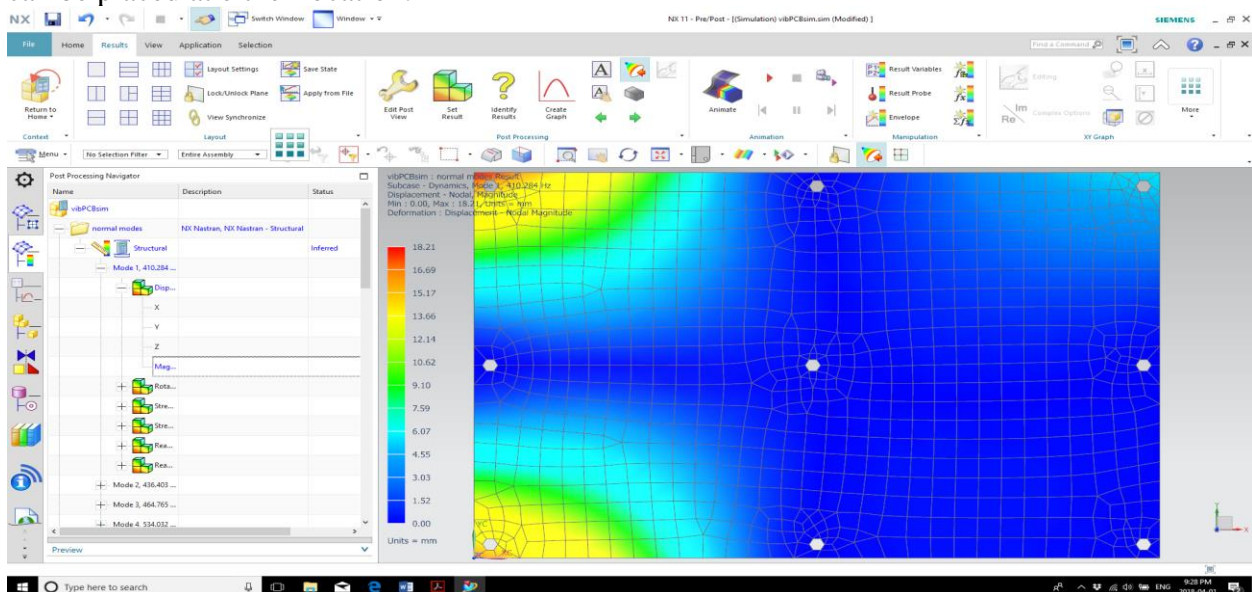 NX
Switch Window
Window
NX 11 - Pre/Post - [(Simulation) vibPCBsim.sim (Modified) ]
SIEMENS
File
Home
Results
View
Application
Selection
Find a Command
Return to Home
Layout Settings
Save State
Lock/Unlock Plane
Apply from File
View Synchronize
Edit Post View
Set Result
Identify Results
Create Graph
Animate
Result Variables
Result Probe
Envelope
Editing
Complex Options
More
Context
Layout
Post Processing
Animation
Manipulation
XY Graph
Menu
No Selection Filter
Entire Assembly
Post Processing Navigator
Name
Description
Status
vibPCBsim
normal modes
NX Nastran, NX Nastran - Structural
Structural
Inferred
Mode 1, 410.284 ...
Disp...
X
Y
Z
Mag...
Rota...
Stre...
Stre...
Rea...
Rea...
Mode 2, 436.403 ...
Mode 3, 464.765 ...
Mode 4, 534.032 ...
Preview
vibPCBsim : normal modes Result
Subcase - Dynamics, Mode 1, 410.284 Hz
Displacement - Nodal, Magnitude
Min : 0.00, Max : 18.21, Units = mm
Deformation : Displacement - Nodal Magnitude
18.21
16.69
15.17
13.66
12.14
10.62
9.10
7.59
6.07
4.55
3.03
1.52
0.00
Units = mm
Type here to search
ENG
9:28 PM
2018-04-01